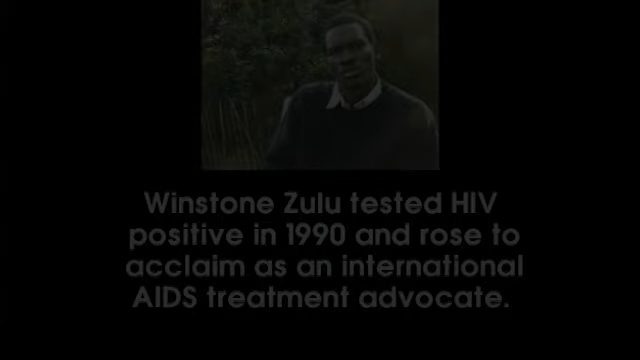 Winstone Zulu tested HIV
positive in 1990 and rose to
acclaim as an international
AIDS treatment advocate.